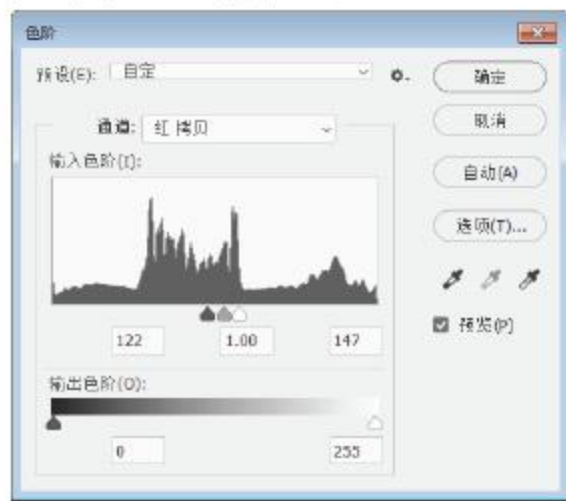 色阶
预设(E): 自定
确定
通道: 红 拷贝
取消
输入色阶(I):
自动(A)
选项(T)...
预览(P)
122 1.00 147
输出色阶(O):
0 255